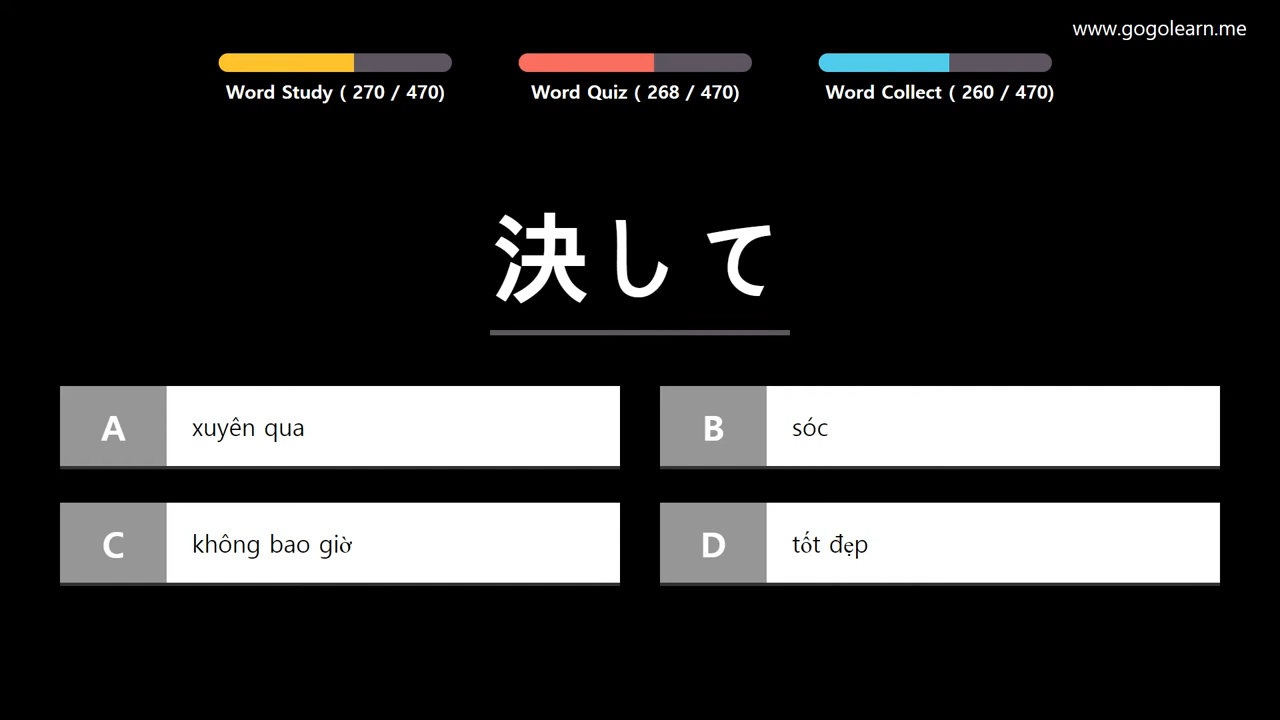 www.gogolearn.me
Word Study ( 270 / 470)
Word Quiz ( 268 / 470)
Word Collect ( 260 / 470)
決して
A xuyên qua
B sóc
C không bao giờ
D tốt đẹp